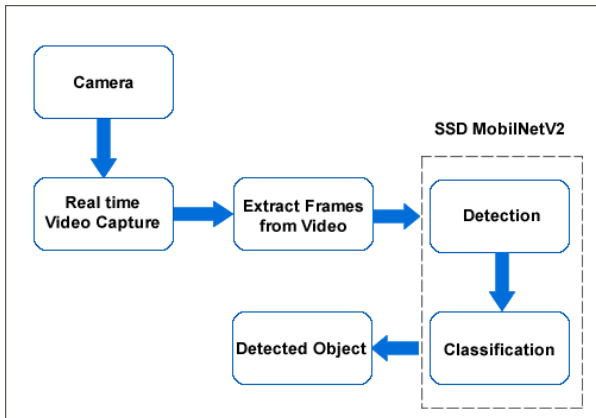 Camera
SSD MobilNetV2
Real time
Video Capture
Extract Frames
from Video
Detection
Detected Object
Classification